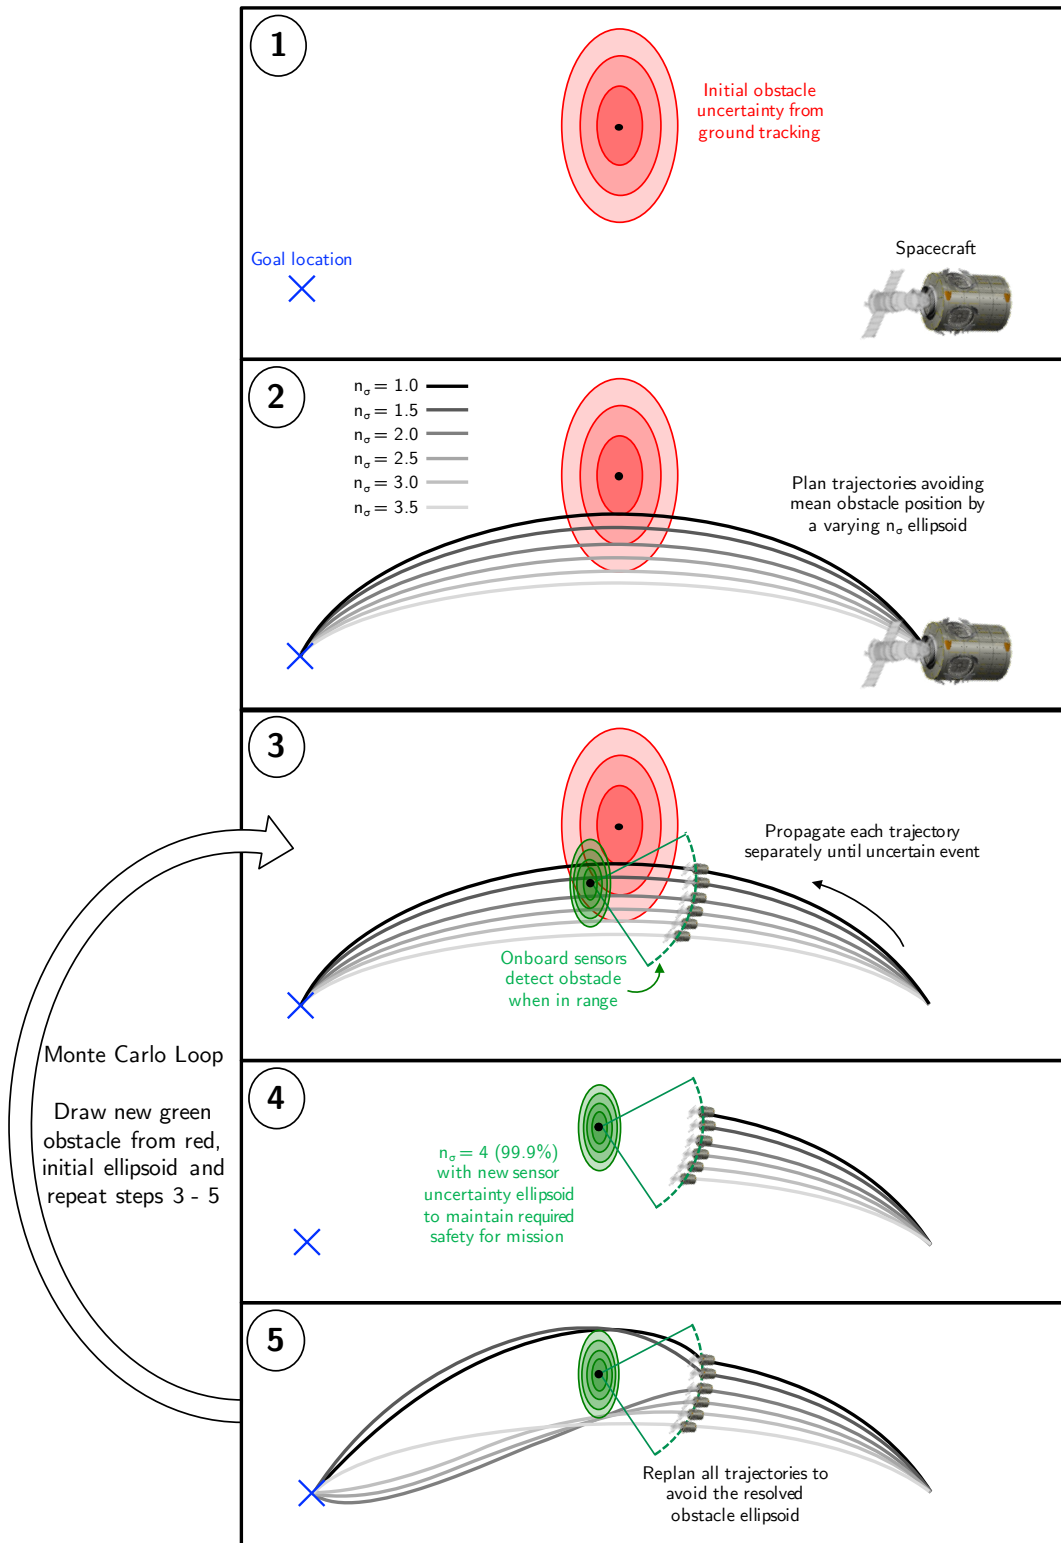 1
Initial obstacle
uncertainty from
ground tracking
Goal location
Spacecraft
2
nσ = 1.0
nσ = 1.5
nσ = 2.0
nσ = 2.5
nσ = 3.0
nσ = 3.5
Plan trajectories avoiding
mean obstacle position by
a varying nσ ellipsoid
3
Propagate each trajectory
separately until uncertain event
Onboard sensors
detect obstacle
when in range
Monte Carlo Loop
Draw new green
obstacle from red,
initial ellipsoid and
repeat steps 3 - 5
4
nσ = 4 (99.9%)
with new sensor
uncertainty ellipsoid
to maintain required
safety for mission
5
Replan all trajectories to
avoid the resolved
obstacle ellipsoid